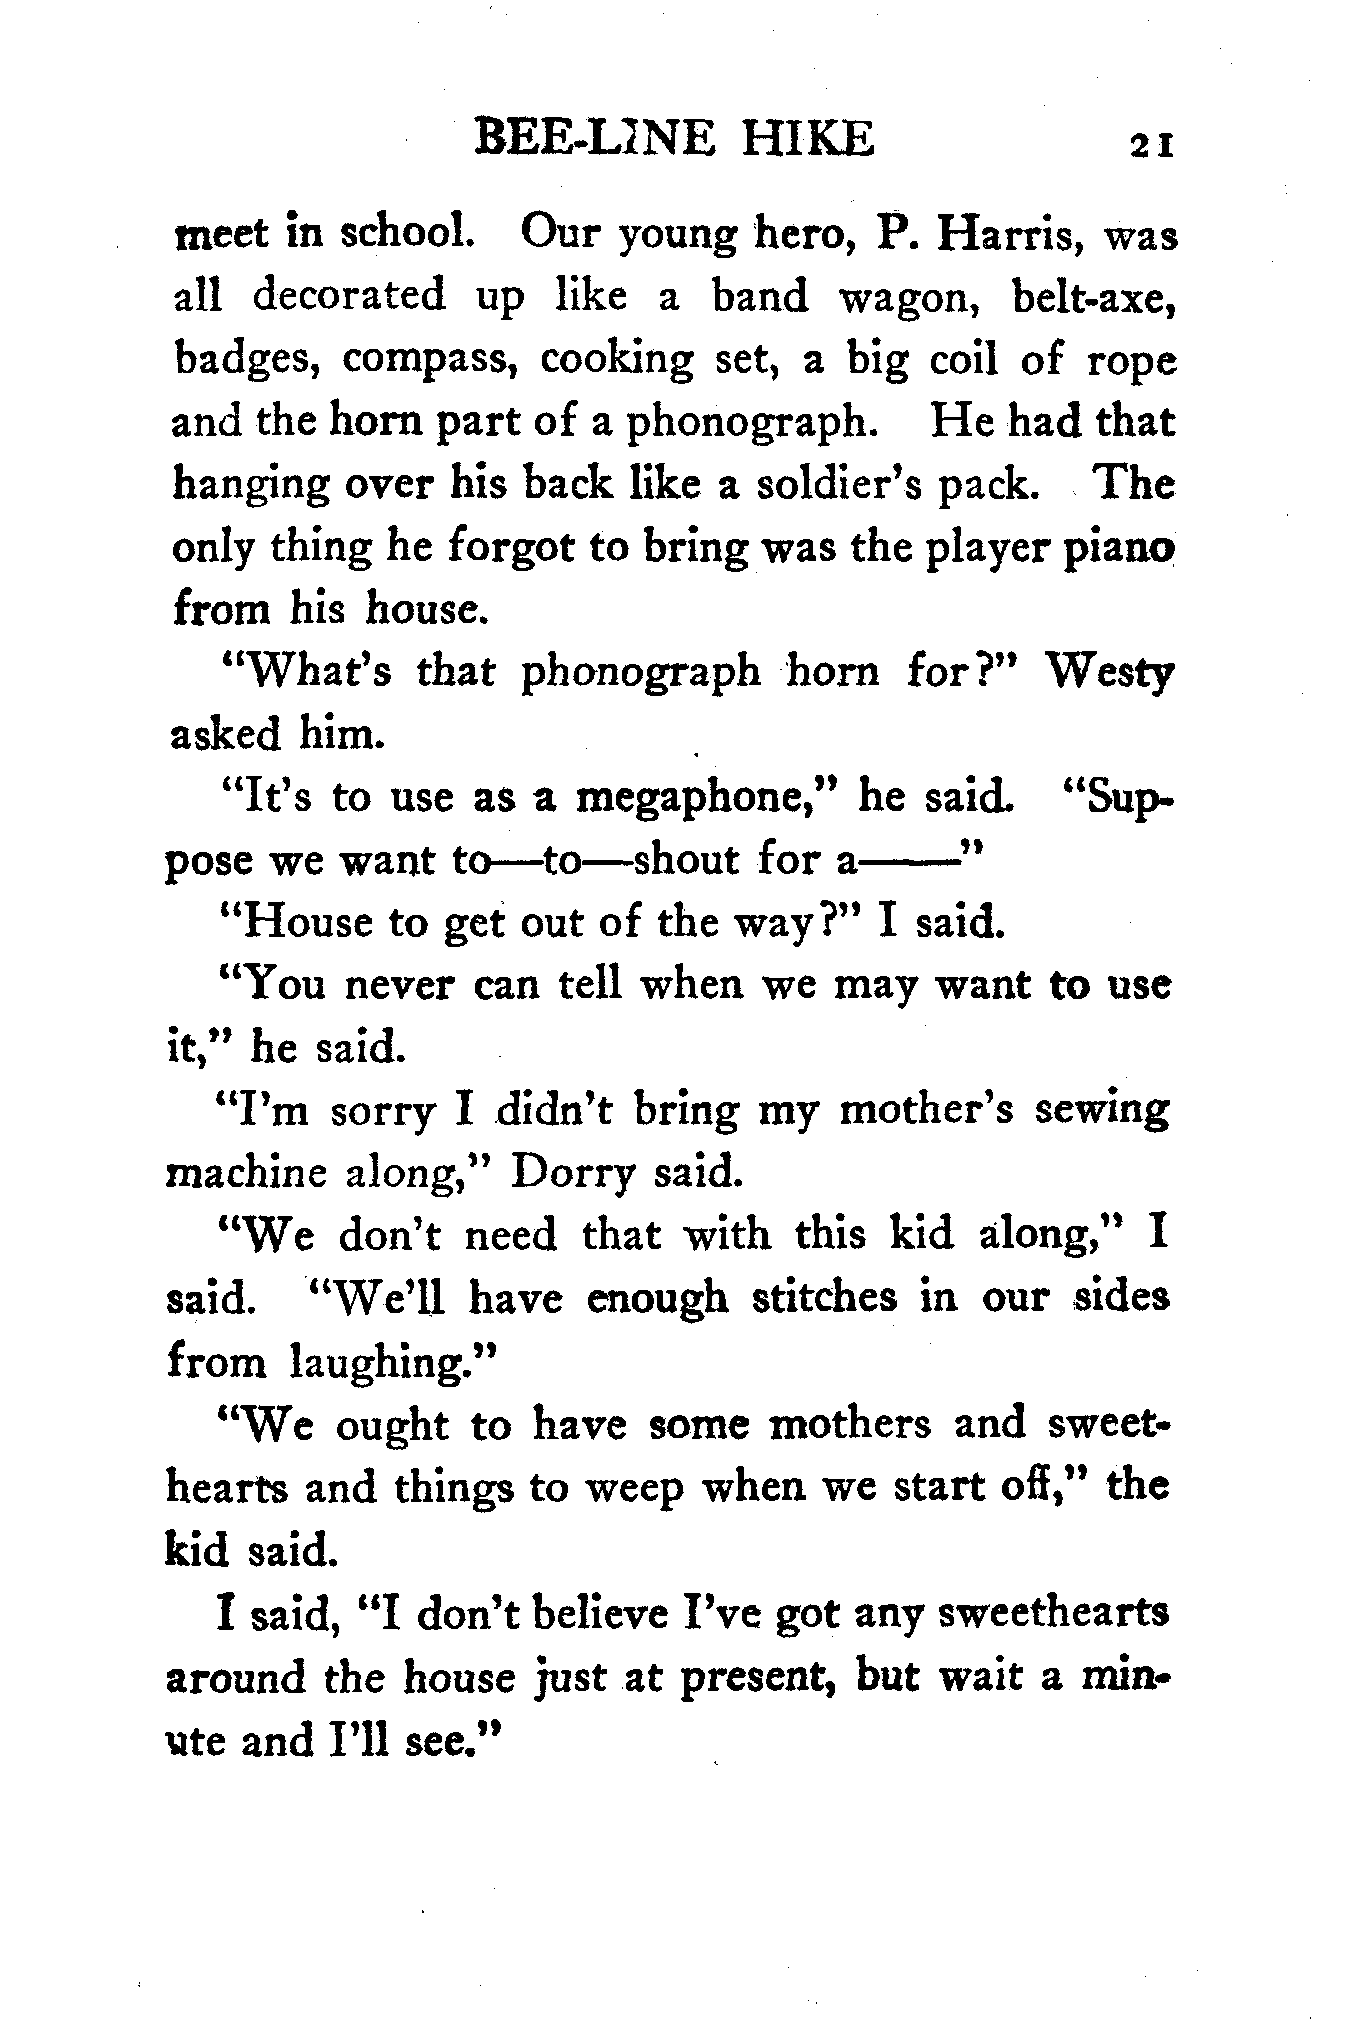 BEE-LINE HIKE 21
meet in school. Our young hero, P. Harris, was
all decorated up like a band wagon, belt-axe,
badges, compass, cooking set, a big coil of rope
and the horn part of a phonograph. He had that
hanging over his back like a soldier's pack. The
only thing he forgot to bring was the player piano
from his house.
"What's that phonograph horn for?" Westy
asked him.
"It's to use as a megaphone," he said. "Sup-
pose we want to—to—shout for a——"
"House to get out of the way?" I said.
"You never can tell when we may want to use
it," he said.
"I'm sorry I didn't bring my mother's sewing
machine along," Dorry said.
"We don't need that with this kid along," I
said. "We'll have enough stitches in our sides
from laughing."
"We ought to have some mothers and sweet-
hearts and things to weep when we start off," the
kid said.
I said, "I don't believe I've got any sweethearts
around the house just at present, but wait a min-
ute and I'll see."